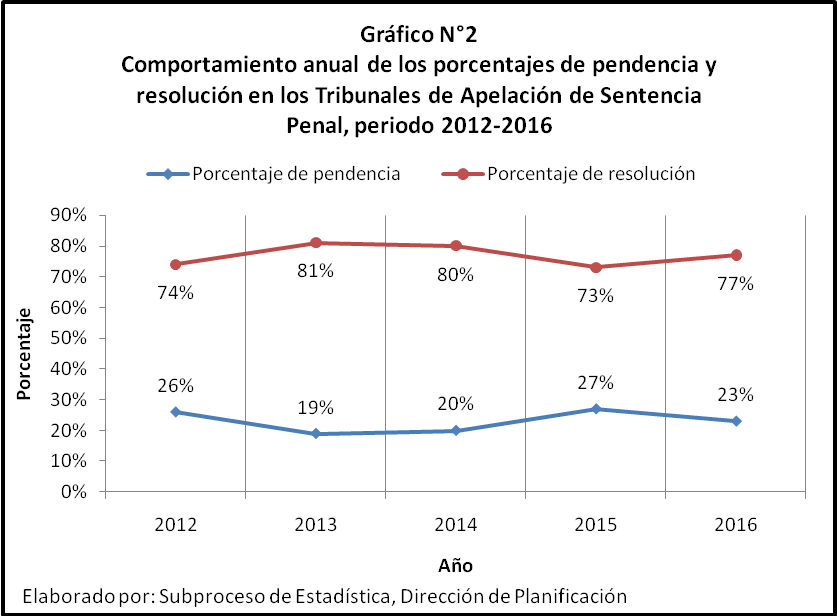 Gráfico N°2
Comportamiento anual de los porcentajes de pendencia y
resolución en los Tribunales de Apelación de Sentencia
Penal, periodo 2012-2016
Porcentaje de pendencia
Porcentaje de resolución
90%
80%
70%
60%
50%
40%
30%
20%
10%
0%
Porcentaje
74%
81%
80%
73%
77%
26%
19%
20%
27%
23%
2012
2013
2014
2015
2016
Año
Elaborado por: Subproceso de Estadística, Dirección de Planificación